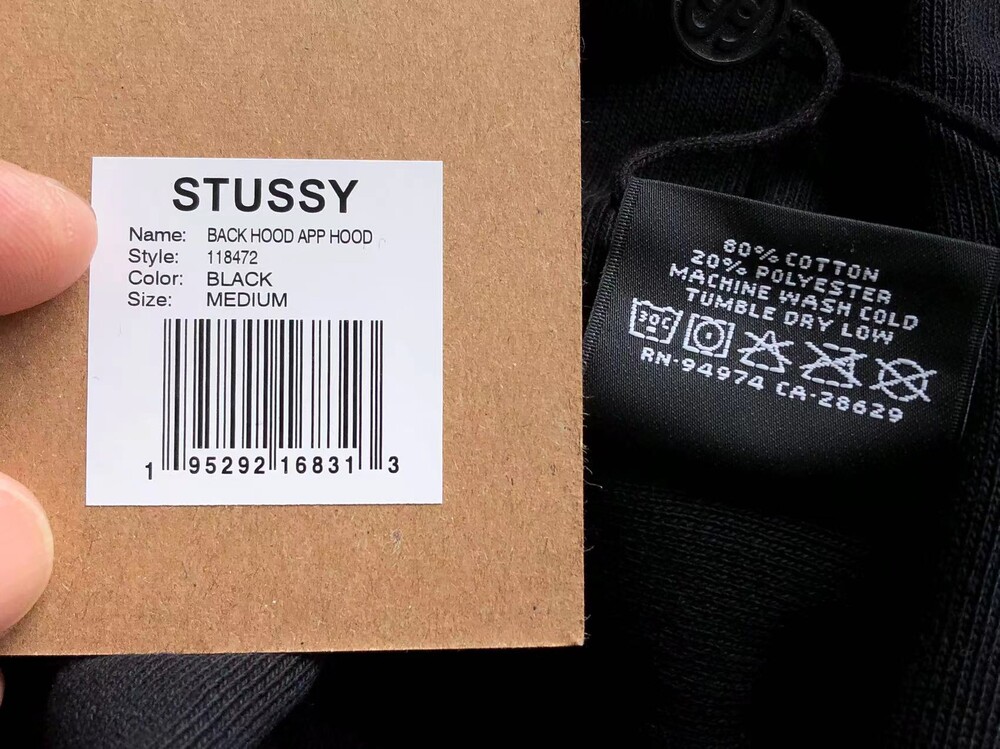 STUSSY
Name: BACK HOOD APP HOOD
Style: 118472
Color: BLACK
Size: MEDIUM
1 95292 16831 3
80% COTTON
20% POLYESTER
MACHINE WASH COLD
TUMBLE DRY LOW
30C
RN-94974 CA-28629